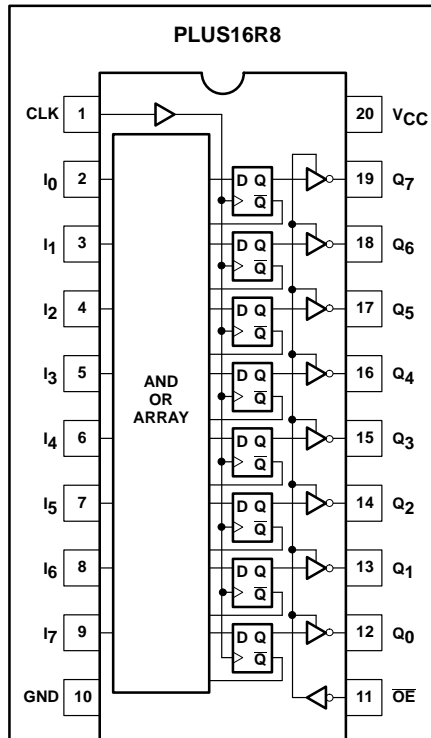 PLUS16R8
CLK 1 20 VCC
I0 2 D Q Q̅ 19 Q7
I1 3 D Q Q̅ 18 Q6
I2 4 D Q Q̅ 17 Q5
I3 5 D Q Q̅ 16 Q4
AND
OR
ARRAY
I4 6 D Q Q̅ 15 Q3
I5 7 D Q Q̅ 14 Q2
I6 8 D Q Q̅ 13 Q1
I7 9 D Q Q̅ 12 Q0
GND 10 11 O̅E̅